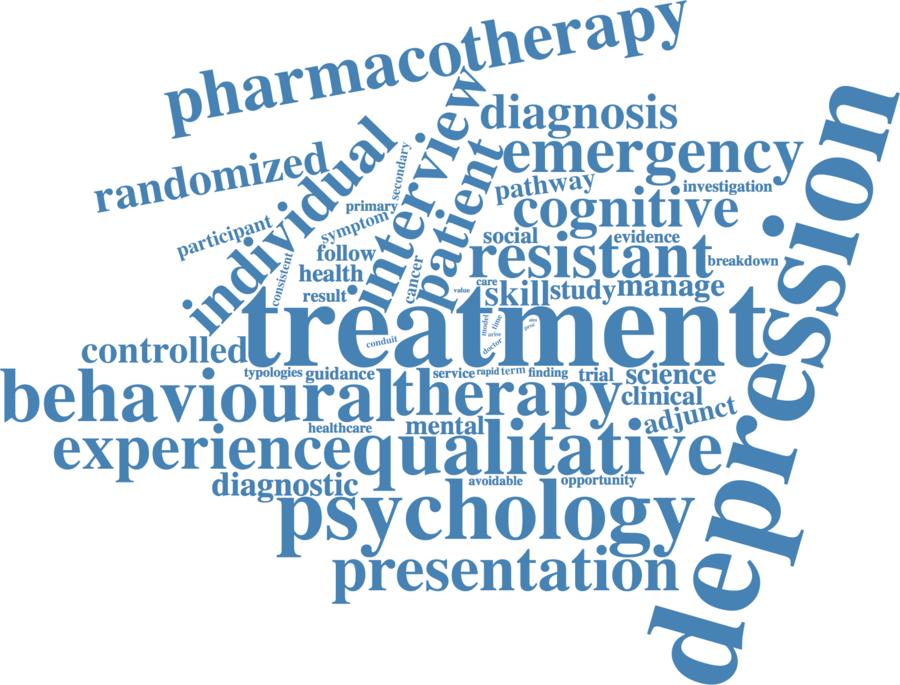 pharmacotherapy
diagnosis
emergency
randomized
individual
interview
patient
secondary
primary
pathway
investigation
cognitive
participant
symptom
social
evidence
follow
resistant
breakdown
consistent
health
cancer
care
value
skill
study
manage
result
treatment
depression
model
time
arise
doctor
conduit
controlled
typologies
guidance
service
rapid
term
finding
trial
science
behavioural
therapy
clinical
adjunct
healthcare
mental
experience
qualitative
diagnostic
avoidable
opportunity
psychology
presentation